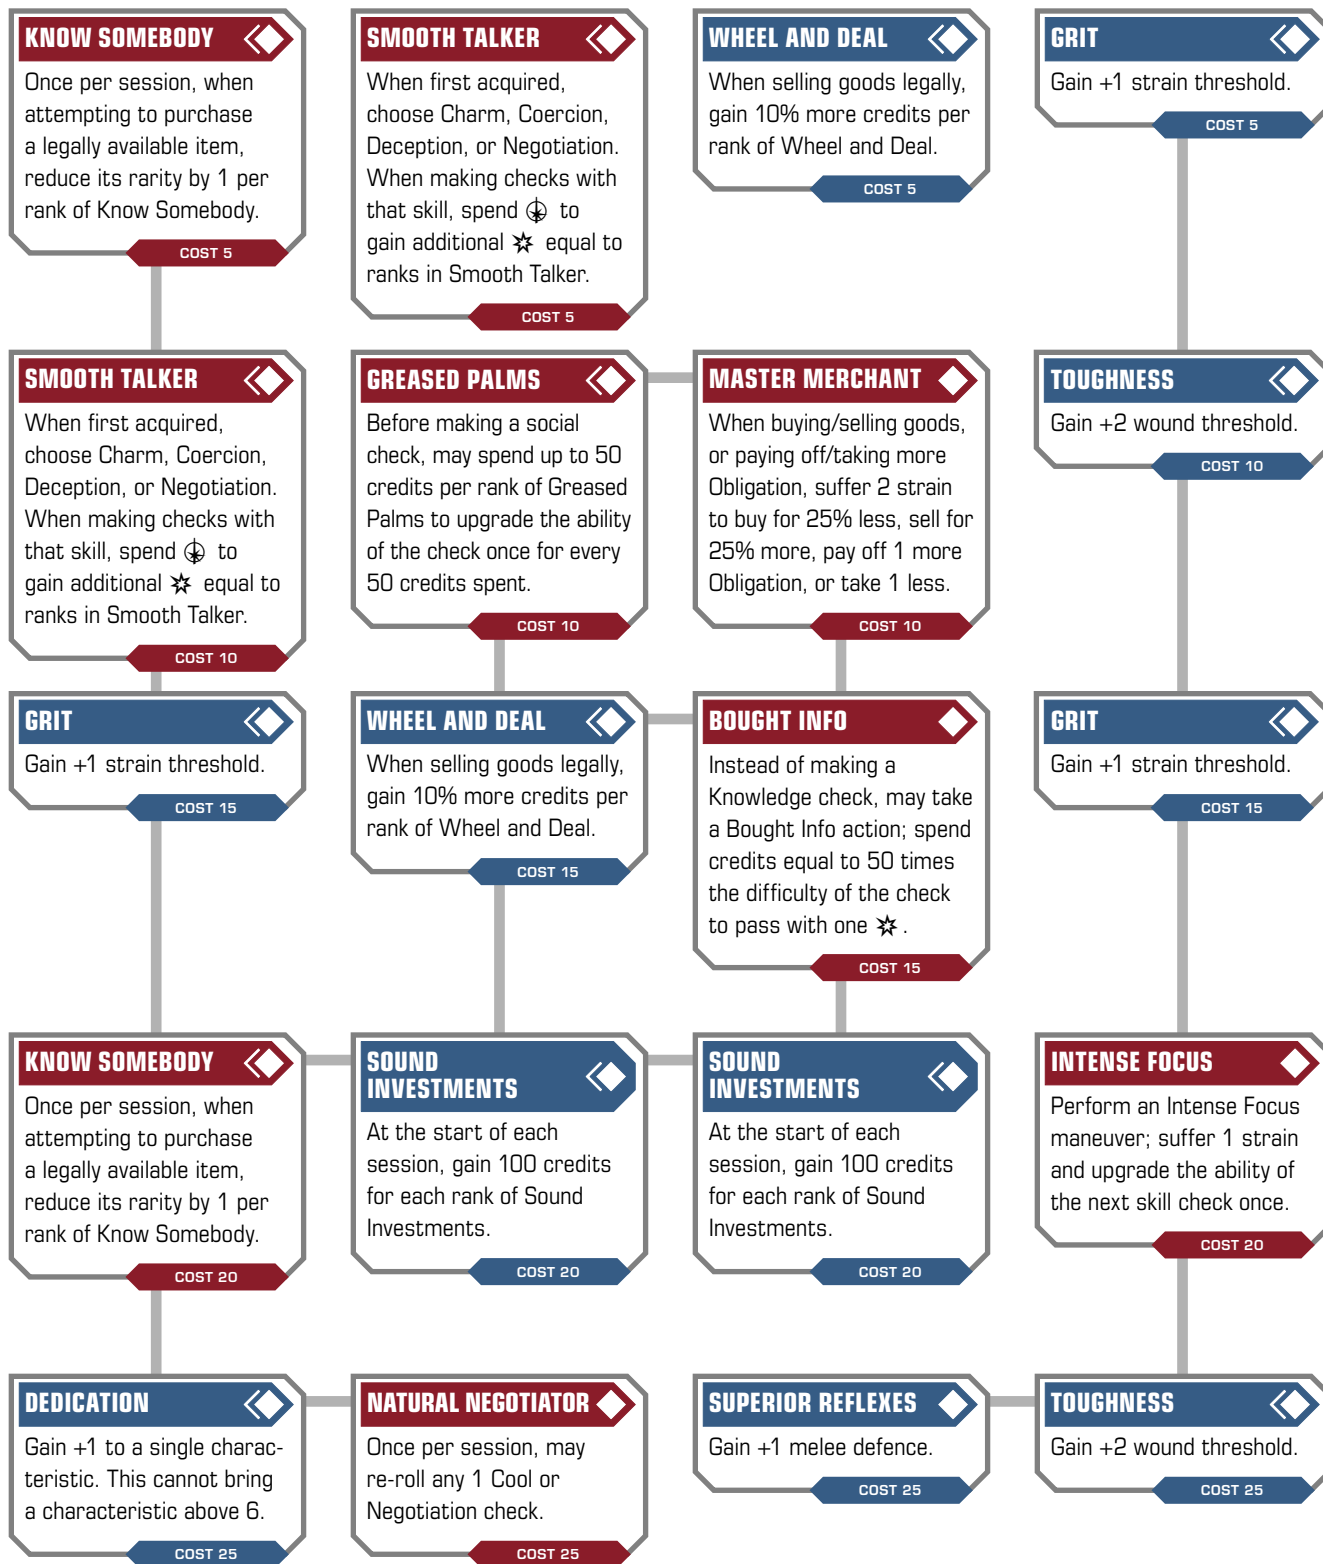 KNOW SOMEBODY
Once per session, when
attempting to purchase
a legally available item,
reduce its rarity by 1 per
rank of Know Somebody.
COST 5
SMOOTH TALKER
When first acquired,
choose Charm, Coercion,
Deception, or Negotiation.
When making checks with
that skill, spend to
gain additional equal to
ranks in Smooth Talker.
COST 5
WHEEL AND DEAL
When selling goods legally,
gain 10% more credits per
rank of Wheel and Deal.
COST 5
GRIT
Gain +1 strain threshold.
COST 5
SMOOTH TALKER
When first acquired,
choose Charm, Coercion,
Deception, or Negotiation.
When making checks with
that skill, spend to
gain additional equal to
ranks in Smooth Talker.
COST 10
GREASED PALMS
Before making a social
check, may spend up to 50
credits per rank of Greased
Palms to upgrade the ability
of the check once for every
50 credits spent.
COST 10
MASTER MERCHANT
When buying/selling goods,
or paying off/taking more
Obligation, suffer 2 strain
to buy for 25% less, sell for
25% more, pay off 1 more
Obligation, or take 1 less.
COST 10
TOUGHNESS
Gain +2 wound threshold.
COST 10
GRIT
Gain +1 strain threshold.
COST 15
WHEEL AND DEAL
When selling goods legally,
gain 10% more credits per
rank of Wheel and Deal.
COST 15
BOUGHT INFO
Instead of making a
Knowledge check, may take
a Bought Info action; spend
credits equal to 50 times
the difficulty of the check
to pass with one .
COST 15
GRIT
Gain +1 strain threshold.
COST 15
KNOW SOMEBODY
Once per session, when
attempting to purchase
a legally available item,
reduce its rarity by 1 per
rank of Know Somebody.
COST 20
SOUND
INVESTMENTS
At the start of each
session, gain 100 credits
for each rank of Sound
Investments.
COST 20
SOUND
INVESTMENTS
At the start of each
session, gain 100 credits
for each rank of Sound
Investments.
COST 20
INTENSE FOCUS
Perform an Intense Focus
maneuver; suffer 1 strain
and upgrade the ability of
the next skill check once.
COST 20
DEDICATION
Gain +1 to a single charac-
teristic. This cannot bring
a characteristic above 6.
COST 25
NATURAL NEGOTIATOR
Once per session, may
re-roll any 1 Cool or
Negotiation check.
COST 25
SUPERIOR REFLEXES
Gain +1 melee defence.
COST 25
TOUGHNESS
Gain +2 wound threshold.
COST 25